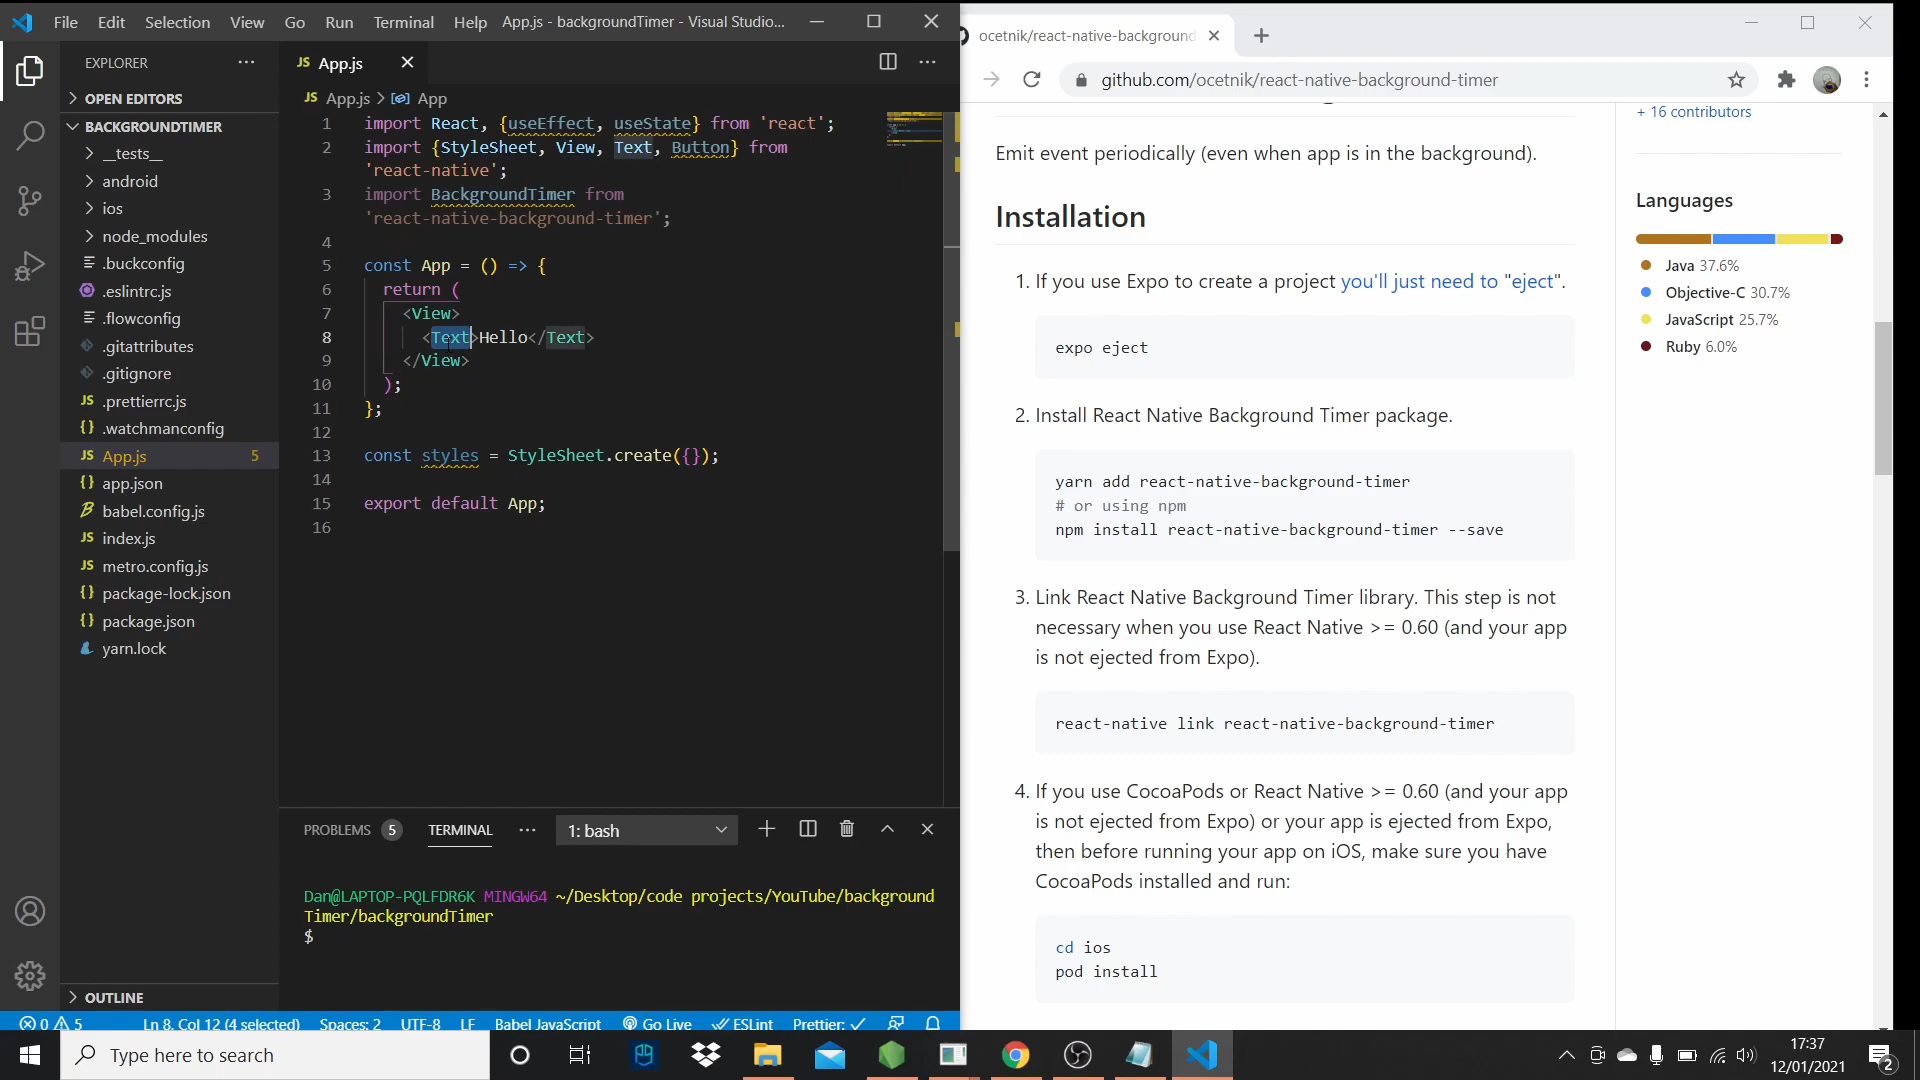 File Edit Selection View Go Run Terminal Help App.js - backgroundTimer - Visual Studio...
EXPLORER
OPEN EDITORS
BACKGROUNDTIMER
__tests__
android
ios
node_modules
.buckconfig
.eslintrc.js
.flowconfig
.gitattributes
.gitignore
.prettierrc.js
.watchmanconfig
App.js 5
app.json
babel.config.js
index.js
metro.config.js
package-lock.json
package.json
yarn.lock
OUTLINE
JS App.js
JS App.js > App
1 import React, {useEffect, useState} from 'react';
2 import {StyleSheet, View, Text, Button} from
'react-native';
3 import BackgroundTimer from
'react-native-background-timer';
4
5 const App = () => {
6 return (
7 <View>
8 <Text>Hello</Text>
9 </View>
10 );
11 };
12
13 const styles = StyleSheet.create({});
14
15 export default App;
16
PROBLEMS 5 TERMINAL 1: bash
Dan@LAPTOP-PQLFDR6K MINGW64 ~/Desktop/code projects/YouTube/background
Timer/backgroundTimer
$
0 5 Ln 8, Col 12 (4 selected) Spaces: 2 UTF-8 LF Babel JavaScript Go Live ESLint Prettier:
ocetnik/react-native-background
github.com/ocetnik/react-native-background-timer
Emit event periodically (even when app is in the background).
Installation
1. If you use Expo to create a project you'll just need to "eject".
expo eject
2. Install React Native Background Timer package.
yarn add react-native-background-timer
# or using npm
npm install react-native-background-timer --save
3. Link React Native Background Timer library. This step is not
necessary when you use React Native >= 0.60 (and your app
is not ejected from Expo).
react-native link react-native-background-timer
4. If you use CocoaPods or React Native >= 0.60 (and your app
is not ejected from Expo) or your app is ejected from Expo,
then before running your app on iOS, make sure you have
CocoaPods installed and run:
cd ios
pod install
+ 16 contributors
Languages
Java 37.6%
Objective-C 30.7%
JavaScript 25.7%
Ruby 6.0%
Type here to search
17:37
12/01/2021
2